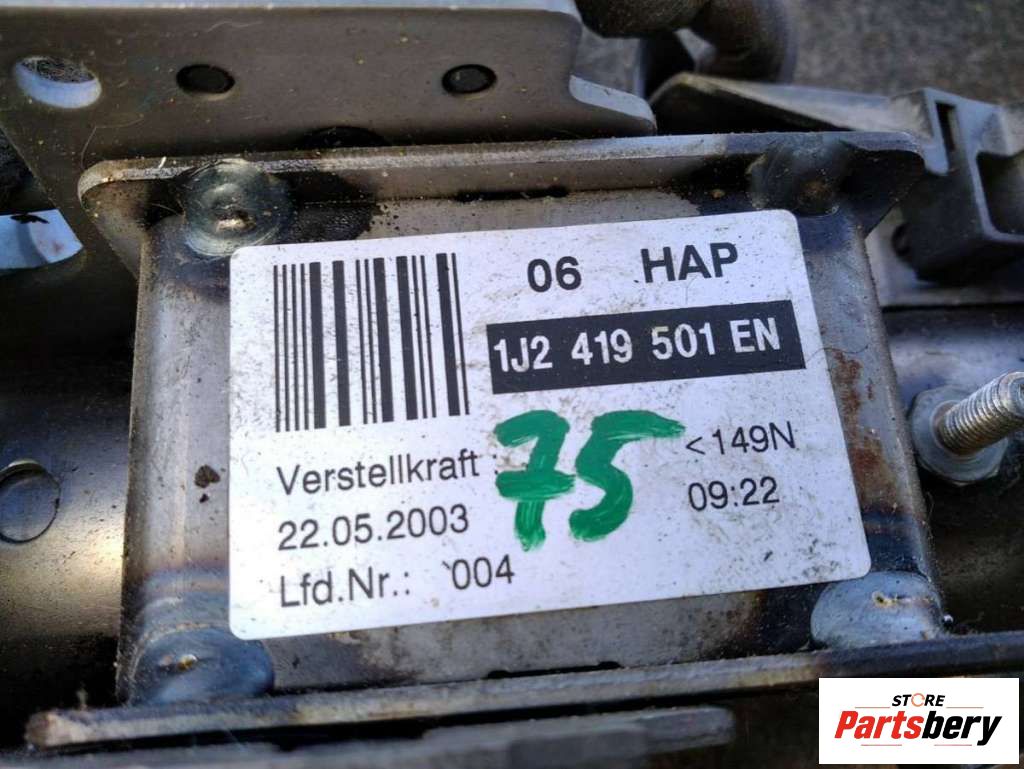 06 HAP
1J2 419 501 EN
75
Verstellkraft : <149N
22.05.2003 09:22
Lfd.Nr.: 004
STORE
Partsbery